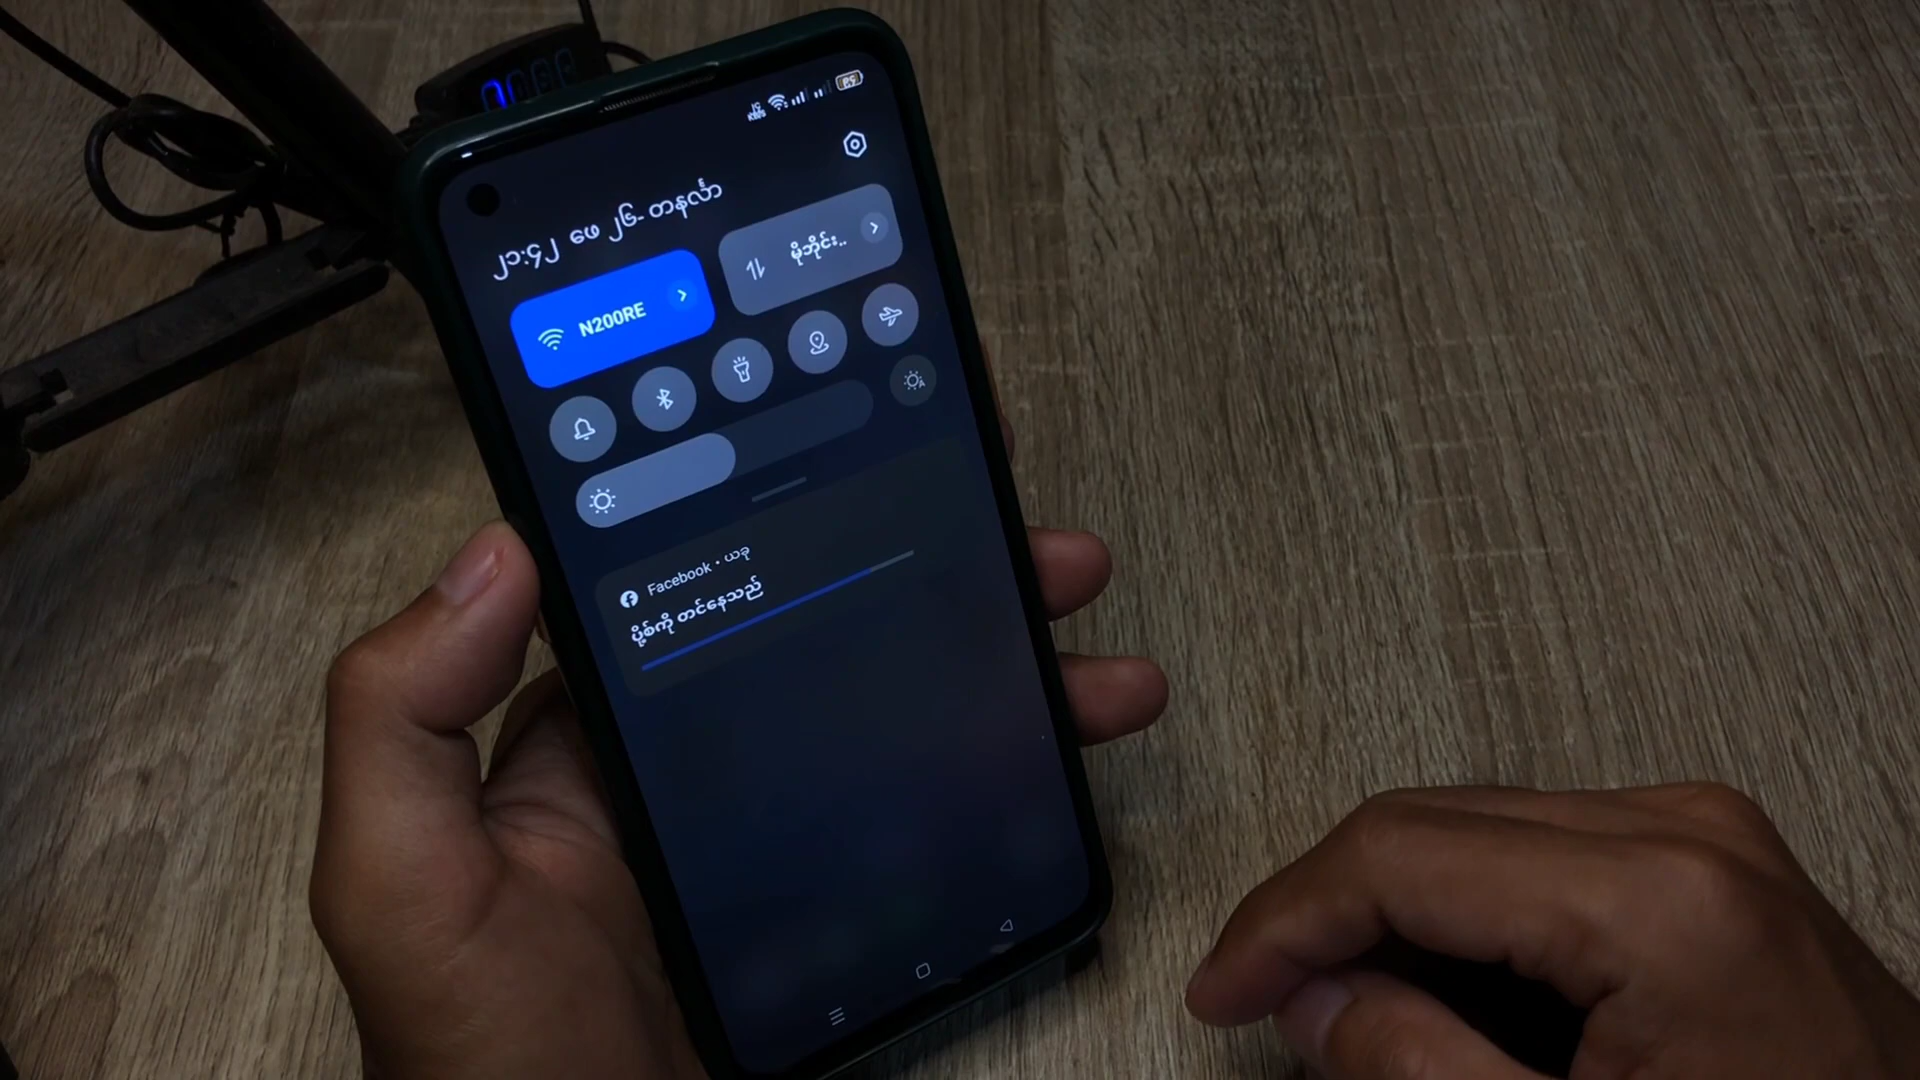 ၂၁:၄၂ ဖေ ၂၆- တနင်္လာ
N200RE
မိုဘိုင်း..
Facebook • ယခု
ပို့စ်ကို တင်နေသည်